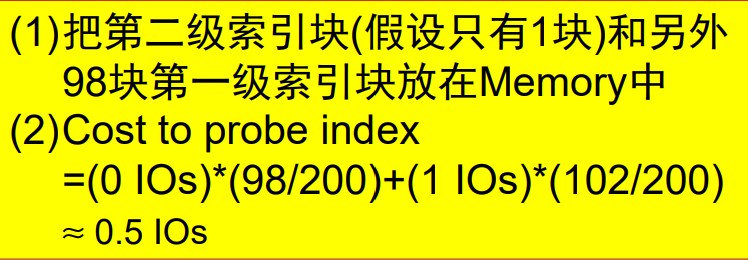 (1)把第二级索引块(假设只有1块)和另外
98块第一级索引块放在Memory中
(2)Cost to probe index
=(0 IOs)*(98/200)+(1 IOs)*(102/200)
≈ 0.5 IOs